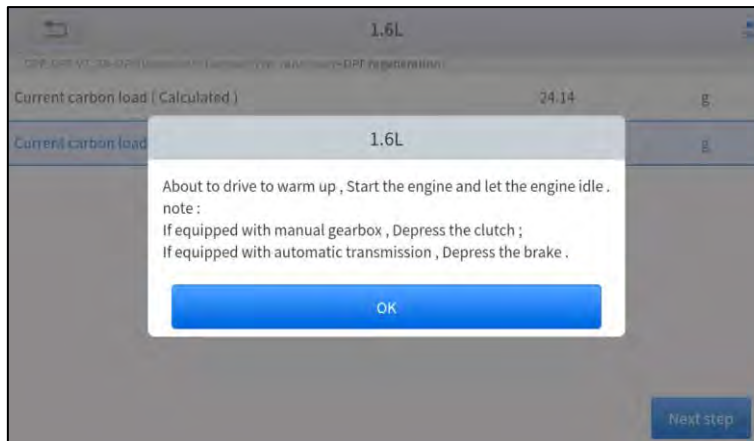 1.6L
DPF regeneration
Current carbon load ( Calculated )
24.14
g
Current carbon load
g
1.6L
About to drive to warm up , Start the engine and let the engine idle .
note :
If equipped with manual gearbox , Depress the clutch ;
If equipped with automatic transmission , Depress the brake .
OK
Next step